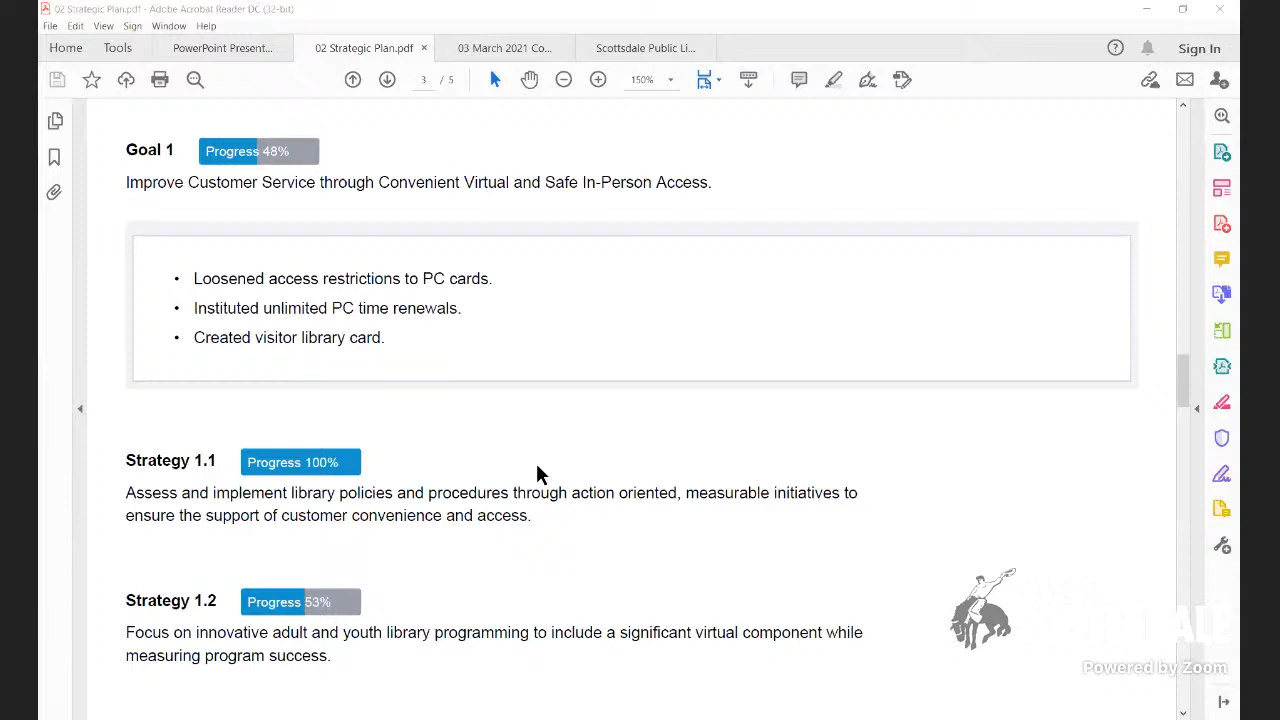 02 Strategic Plan.pdf - Adobe Acrobat Reader DC (32-bit)
File Edit View Sign Window Help
Home Tools PowerPoint Present... 02 Strategic Plan.pdf × 03 March 2021 Co... Scottsdale Public Li... Sign In
3 / 5 150%
Goal 1 Progress 48%
Improve Customer Service through Convenient Virtual and Safe In-Person Access.
• Loosened access restrictions to PC cards.
• Instituted unlimited PC time renewals.
• Created visitor library card.
Strategy 1.1 Progress 100%
Assess and implement library policies and procedures through action oriented, measurable initiatives to
ensure the support of customer convenience and access.
Strategy 1.2 Progress 53%
Focus on innovative adult and youth library programming to include a significant virtual component while
measuring program success.
Powered by Zoom